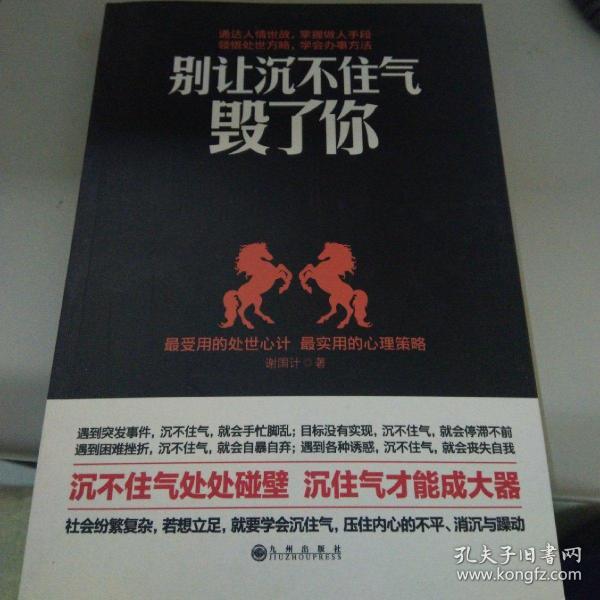 通达人情世故，掌握做人手段
领悟处世方略，学会办事方法
别让沉不住气
毁了你
最受用的处世心计 最实用的心理策略
谢国计◎著
遇到突发事件，沉不住气，就会手忙脚乱；目标没有实现，沉不住气，就会停滞不前
遇到困难挫折，沉不住气，就会自暴自弃；遇到各种诱惑，沉不住气，就会丧失自我
沉不住气处处碰壁 沉住气才能成大器
社会纷繁复杂，若想立足，就要学会沉住气，压住内心的不平、消沉与躁动
九州出版社
JIUZHOUPRESS
孔夫子旧书网
www.kongfz.com